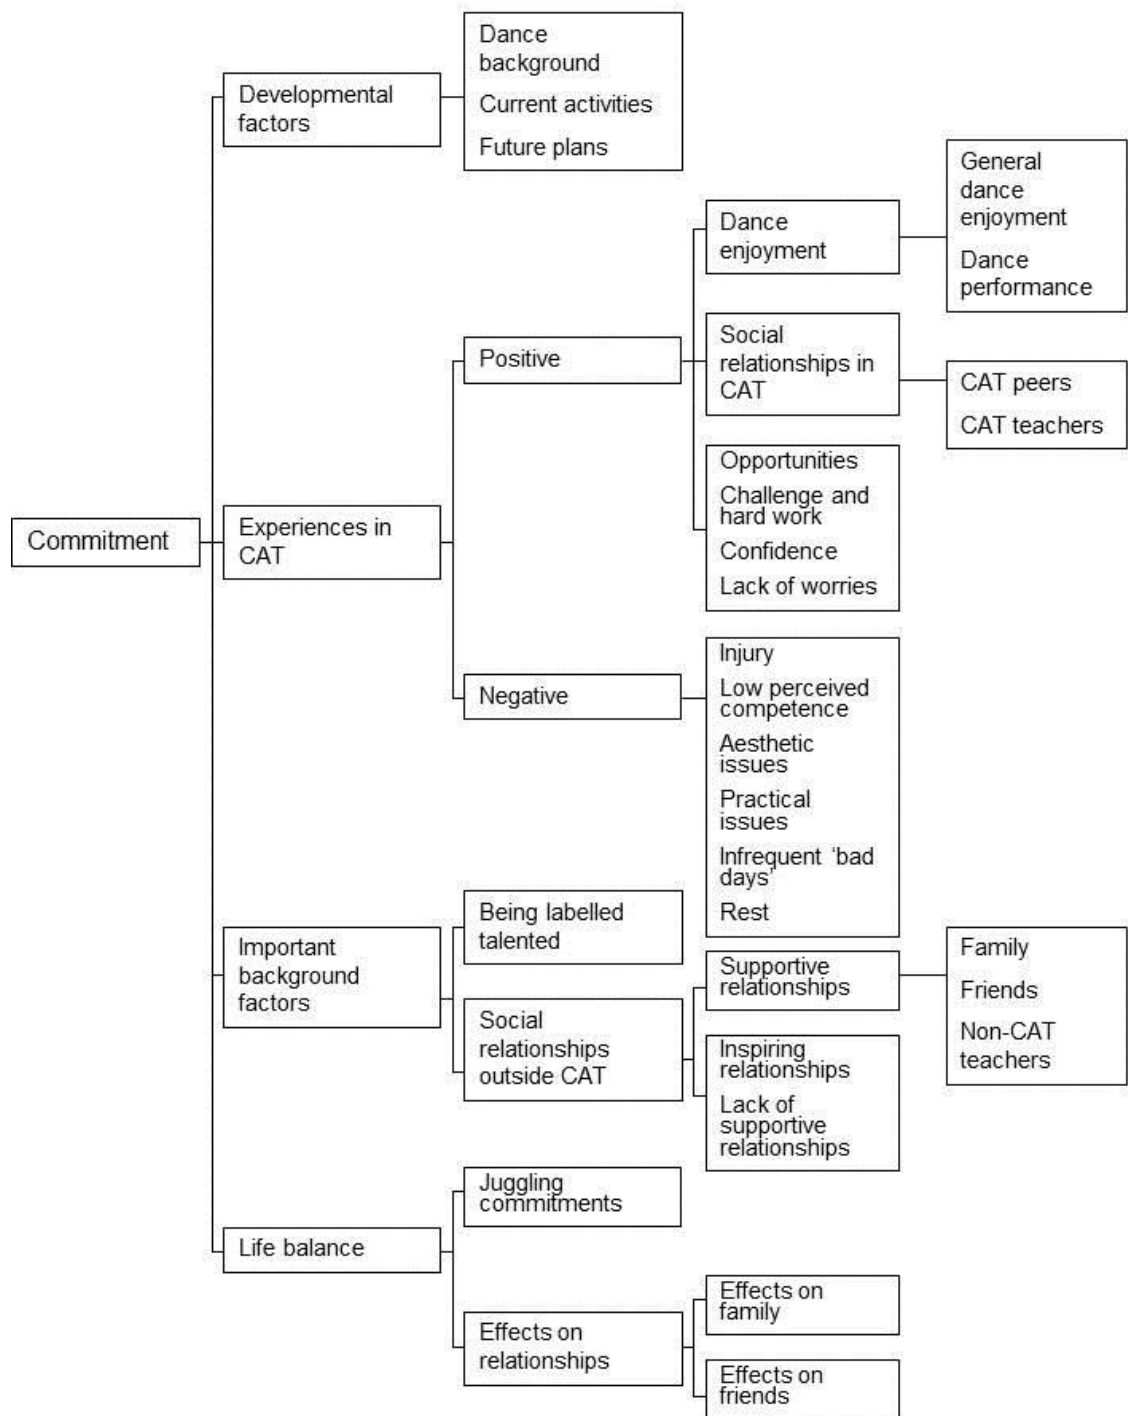 Dance
background
Current activities
Future plans
Developmental
factors
General
dance
enjoyment
Dance
performance
Dance
enjoyment
Social
relationships in
CAT
Positive
CAT peers
CAT teachers
Opportunities
Challenge and
hard work
Confidence
Lack of worries
Commitment
Experiences in
CAT
Negative
Injury
Low perceived
competence
Aesthetic
issues
Practical
issues
Infrequent ‘bad
days’
Rest
Being labelled
talented
Important
background
factors
Supportive
relationships
Family
Friends
Non-CAT
teachers
Social
relationships
outside CAT
Inspiring
relationships
Lack of
supportive
relationships
Juggling
commitments
Life balance
Effects on
family
Effects on
relationships
Effects on
friends